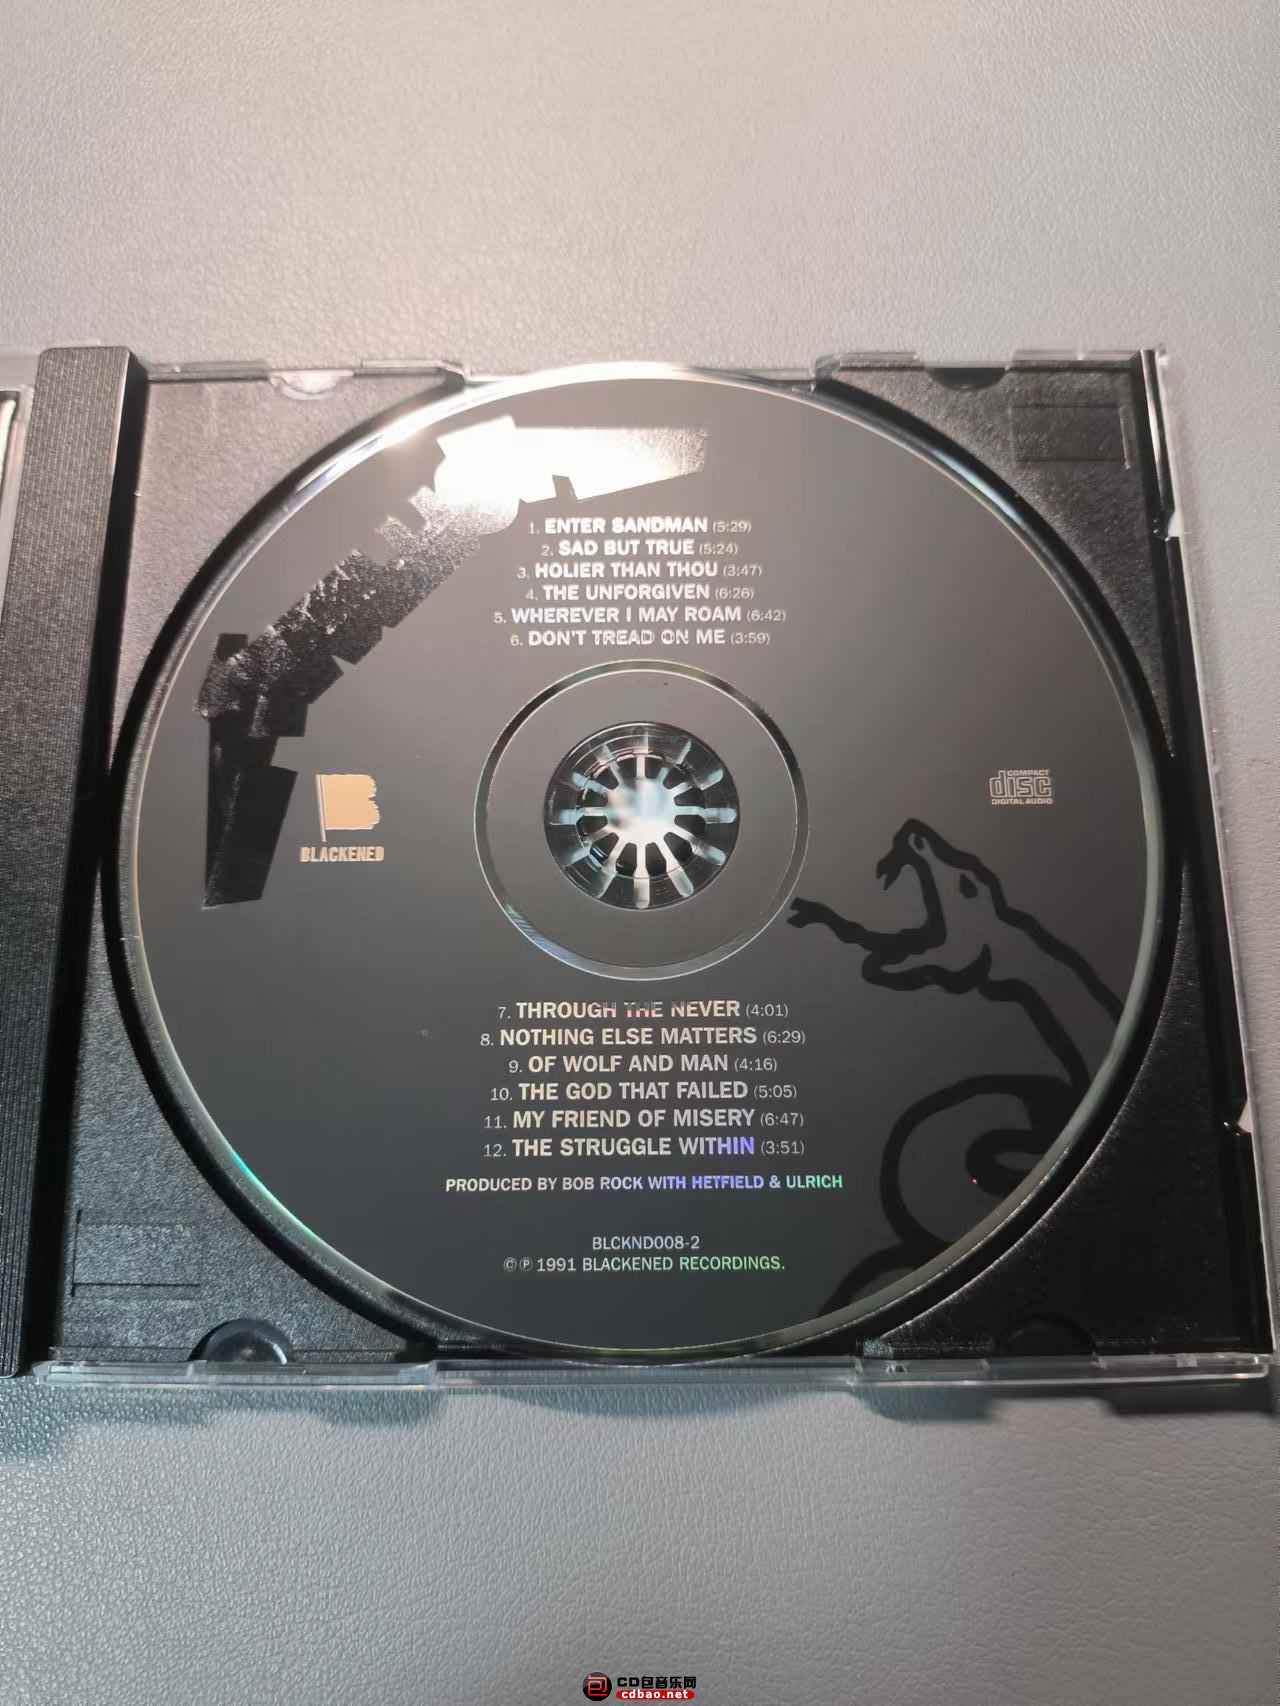 1. ENTER SANDMAN (5:29)
2. SAD BUT TRUE (5:24)
3. HOLIER THAN THOU (3:47)
4. THE UNFORGIVEN (6:26)
5. WHEREVER I MAY ROAM (6:42)
6. DON'T TREAD ON ME (3:59)
BLACKENED
COMPACT
disc
DIGITAL AUDIO
7. THROUGH THE NEVER (4:01)
8. NOTHING ELSE MATTERS (6:29)
9. OF WOLF AND MAN (4:16)
10. THE GOD THAT FAILED (5:05)
11. MY FRIEND OF MISERY (6:47)
12. THE STRUGGLE WITHIN (3:51)
PRODUCED BY BOB ROCK WITH HETFIELD & ULRICH
BLCKND008-2
©℗ 1991 BLACKENED RECORDINGS.
CD包音乐网
cdbao.net